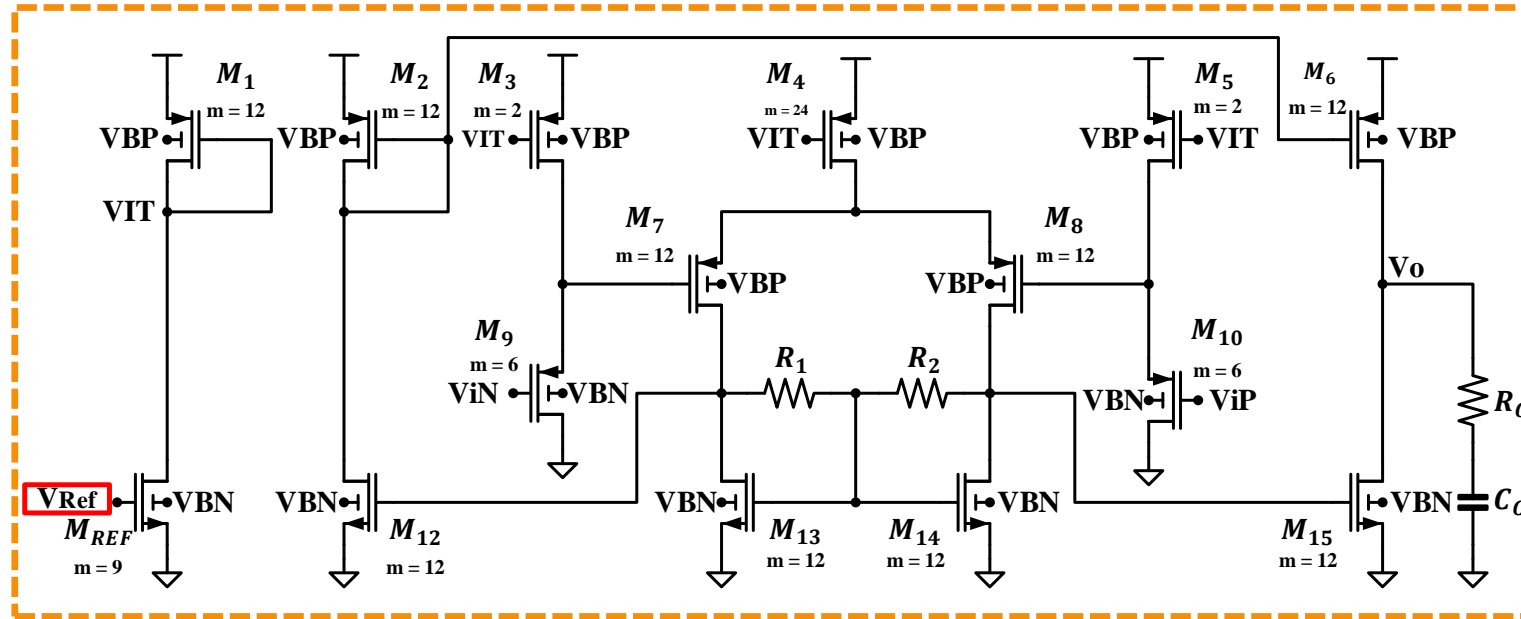 M1
m = 12
VBP
VIT
M2
m = 12
VBP
M3
m = 2
VIT
VBP
M4
m = 24
VIT
VBP
M5
m = 2
VBP
VIT
M6
m = 12
VBP
M7
m = 12
VBP
M8
m = 12
VBP
Vo
M9
m = 6
ViN
VBN
R1
R2
M10
m = 6
VBN
ViP
VRef
VBN
MREF
m = 9
VBN
M12
m = 12
VBN
M13
m = 12
M14
m = 12
VBN
M15
m = 12
VBN